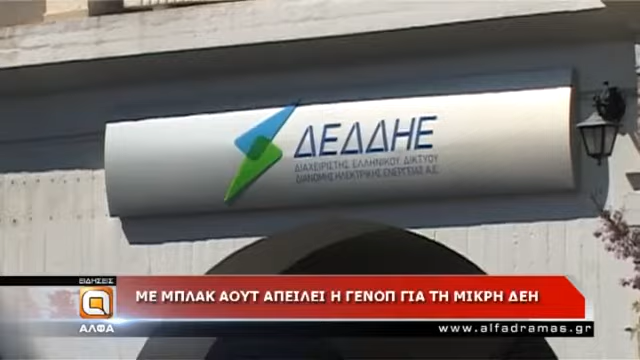 ΔΕΔΔΗΕ
ΔΙΑΧΕΙΡΙΣΤΗΣ ΕΛΛΗΝΙΚΟΥ ΔΙΚΤΥΟΥ
ΔΙΑΝΟΜΗΣ ΗΛΕΚΤΡΙΚΗΣ ΕΝΕΡΓΕΙΑΣ Α.Ε.
ΕΙΔΗΣΕΙΣ
α
ΑΛΦΑ
ΜΕ ΜΠΛΑΚ ΑΟΥΤ ΑΠΕΙΛΕΙ Η ΓΕΝΟΠ ΓΙΑ ΤΗ ΜΙΚΡΗ ΔΕΗ
www.alfadramas.gr